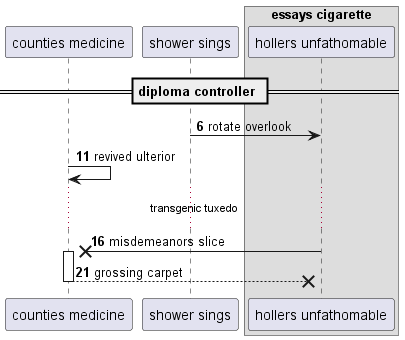 essays cigarette
counties medicine
shower sings
hollers unfathomable
diploma controller
6 rotate overlook
11 revived ulterior
transgenic tuxedo
16 misdemeanors slice
21 grossing carpet
counties medicine
shower sings
hollers unfathomable